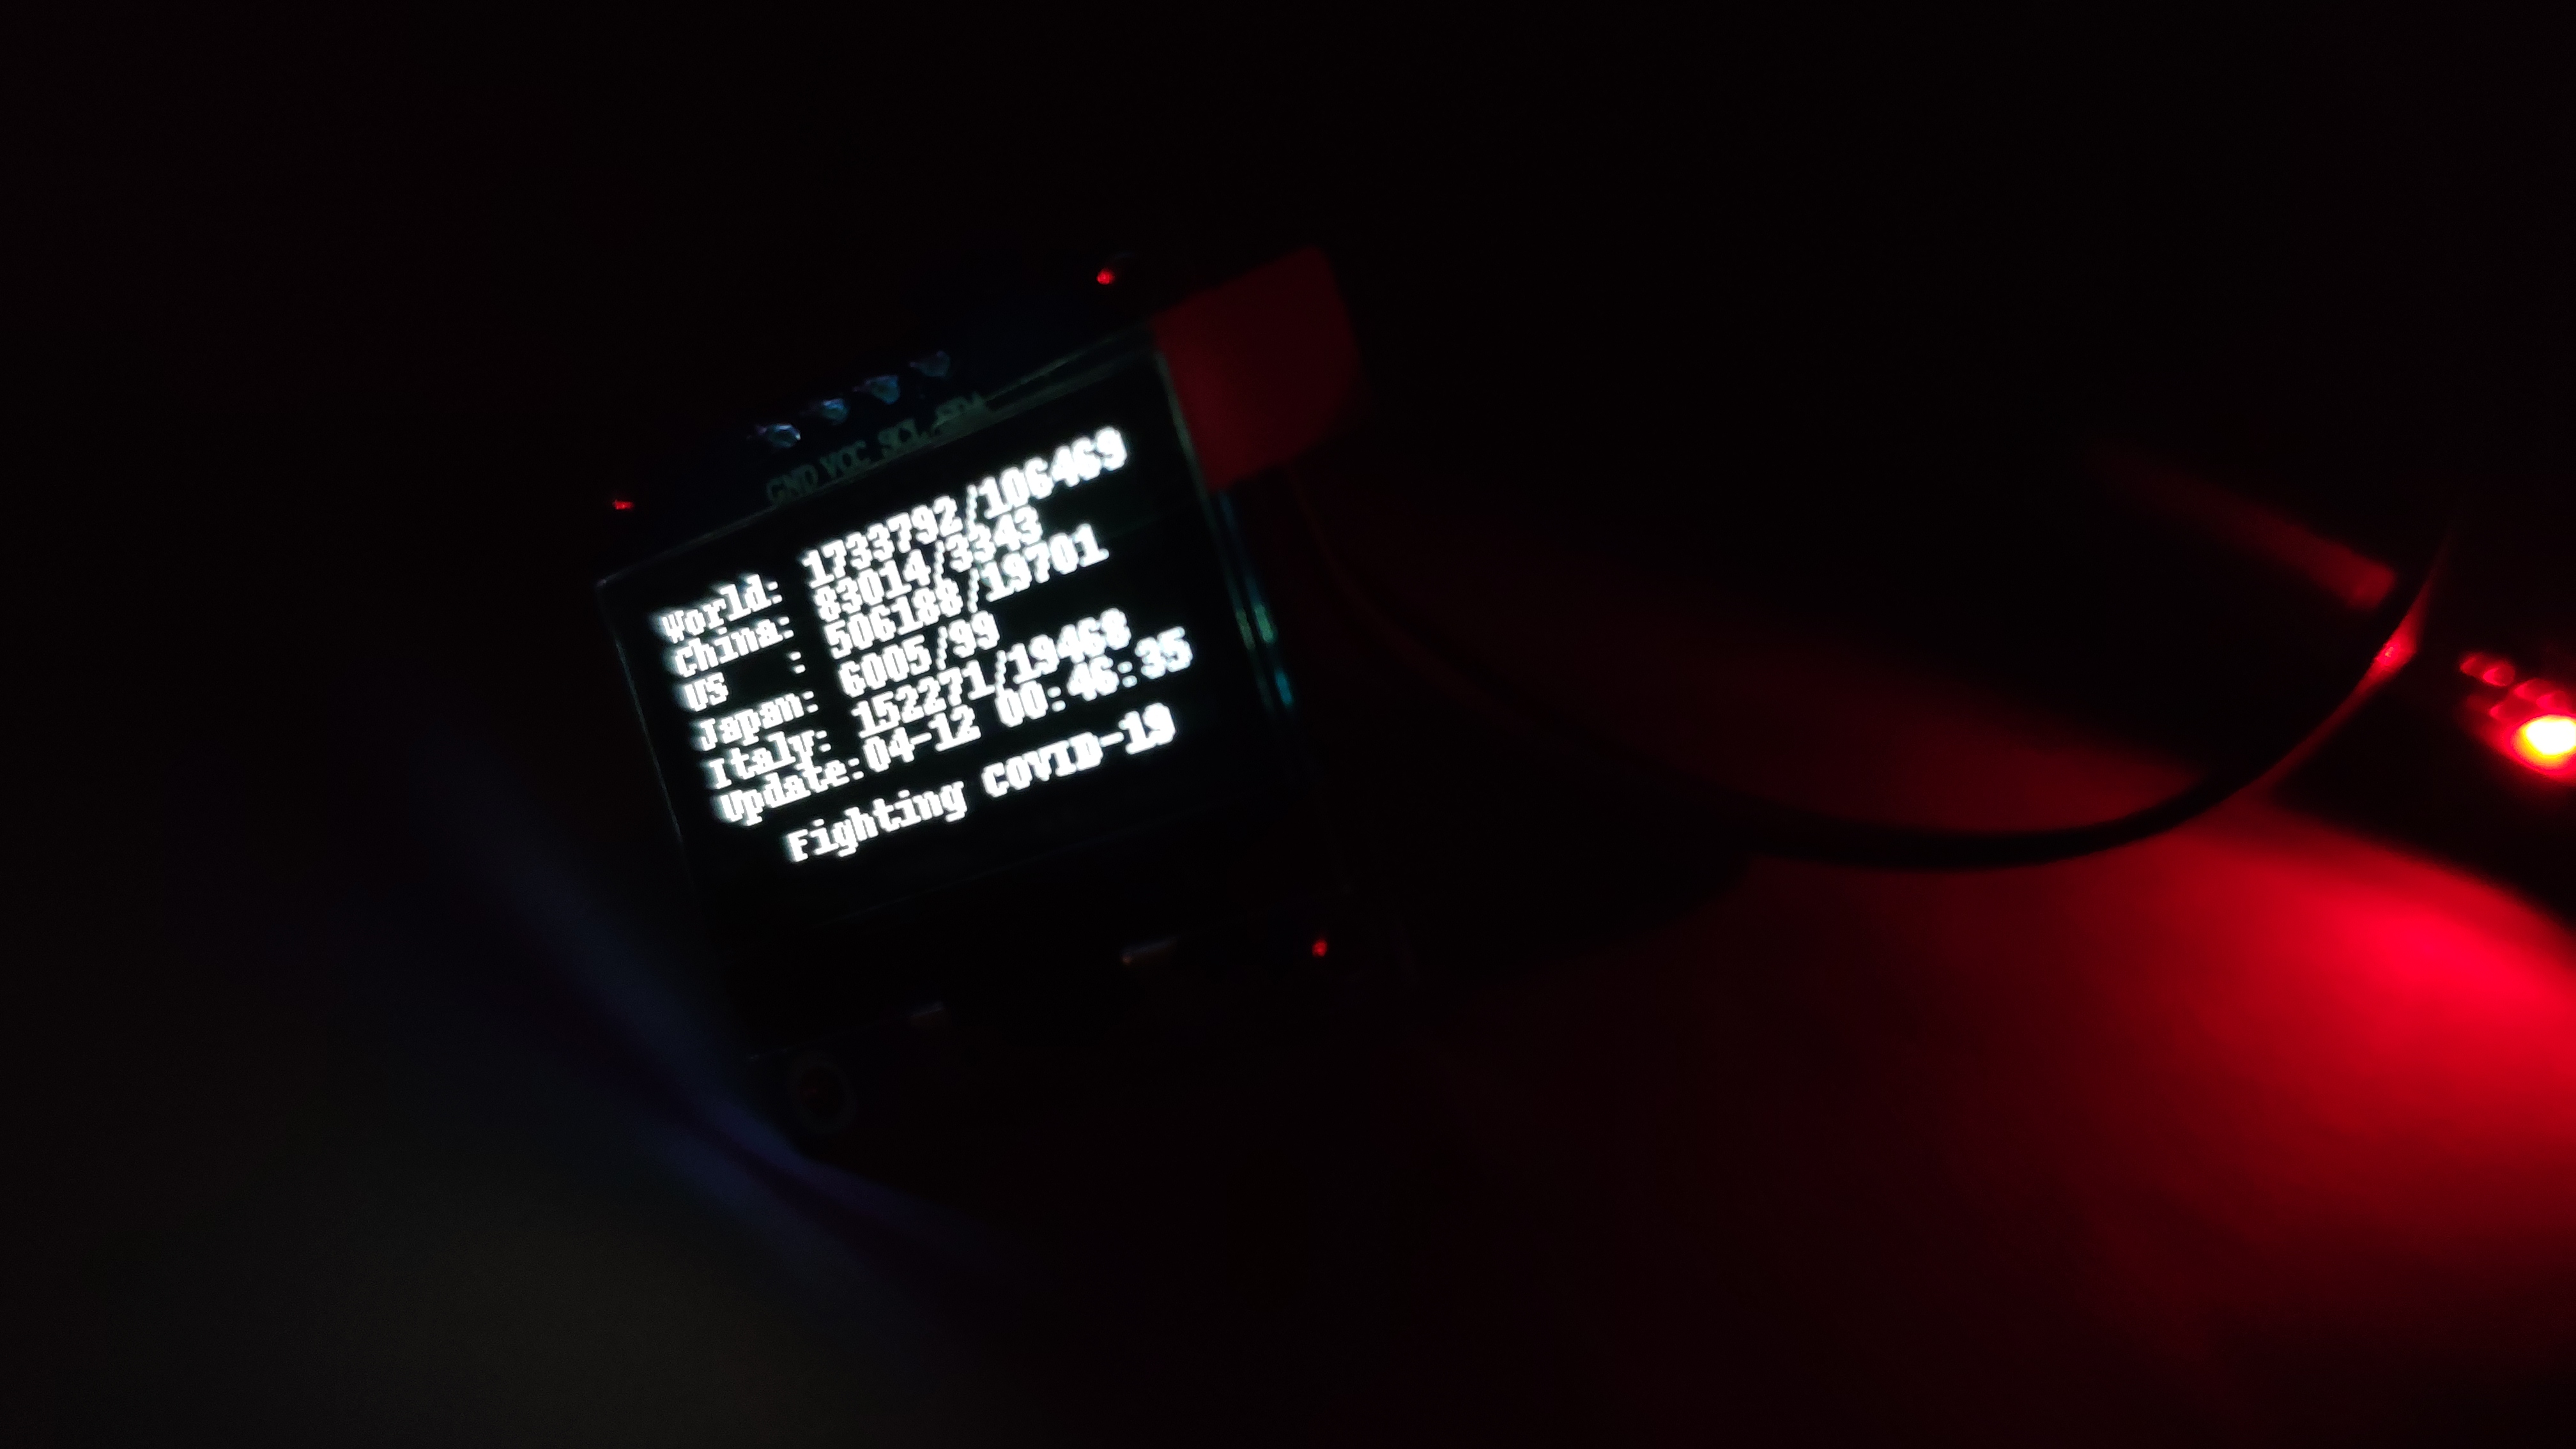 GND VCC SCL SDA
World: 1733792/106469
China: 83014/3343
US : 506188/19701
Japan: 6005/99
Italy: 152271/19468
Update:04-12 00:46:35
Fighting COVID-19